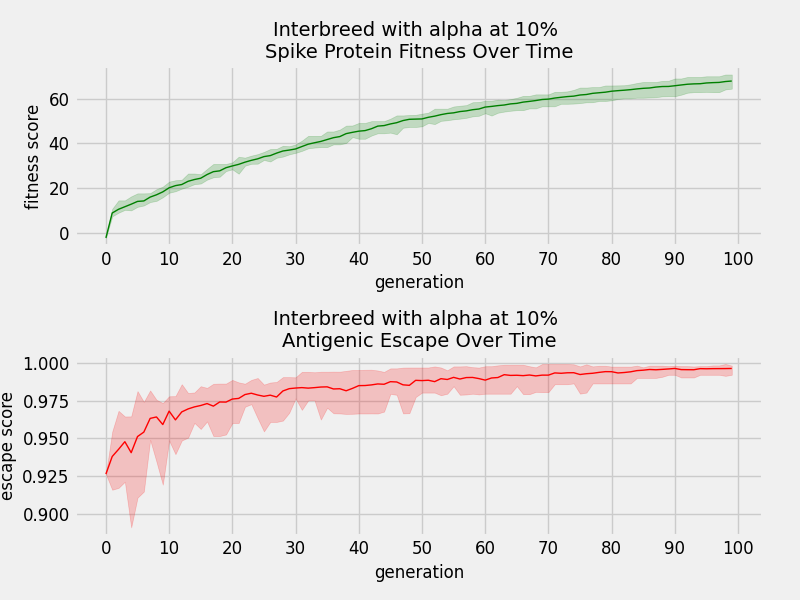 Interbreed with alpha at 10%
Spike Protein Fitness Over Time
fitness score
60
40
20
0
0 10 20 30 40 50 60 70 80 90 100
generation
Interbreed with alpha at 10%
Antigenic Escape Over Time
escape score
1.000
0.975
0.950
0.925
0.900
0 10 20 30 40 50 60 70 80 90 100
generation